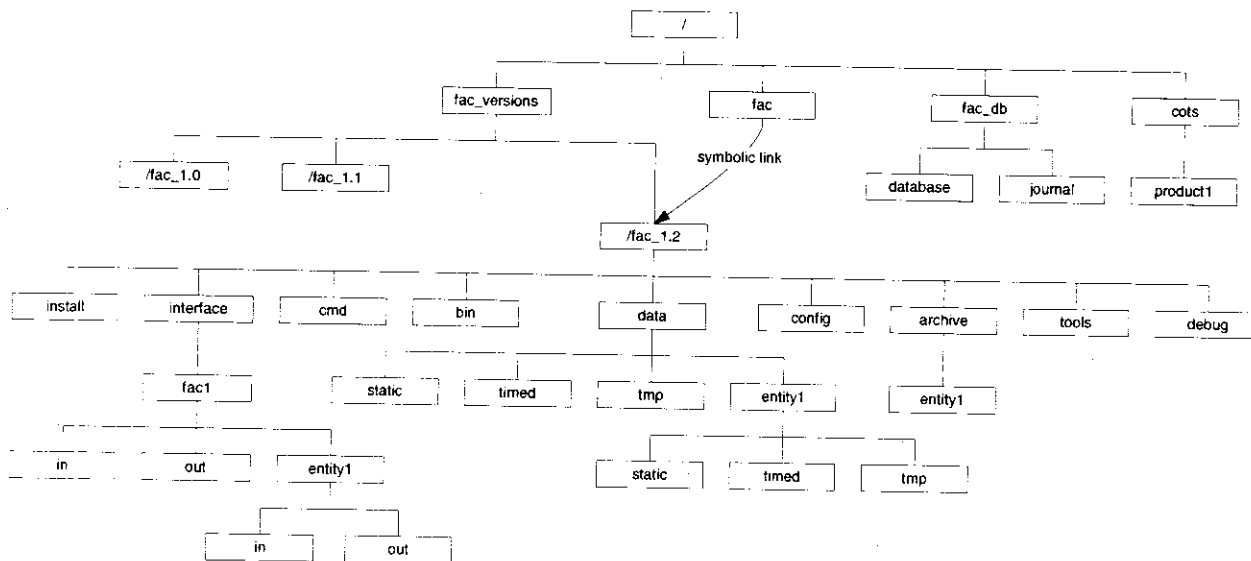 /
fac_versions
fac
fac_db
cots
symbolic link
/fac_1.0
/fac_1.1
database
journal
product1
/fac_1.2
install
interface
cmd
bin
data
config
archive
tools
debug
fac1
static
timed
tmp
entity1
entity1
in
out
entity1
static
timed
tmp
in
out